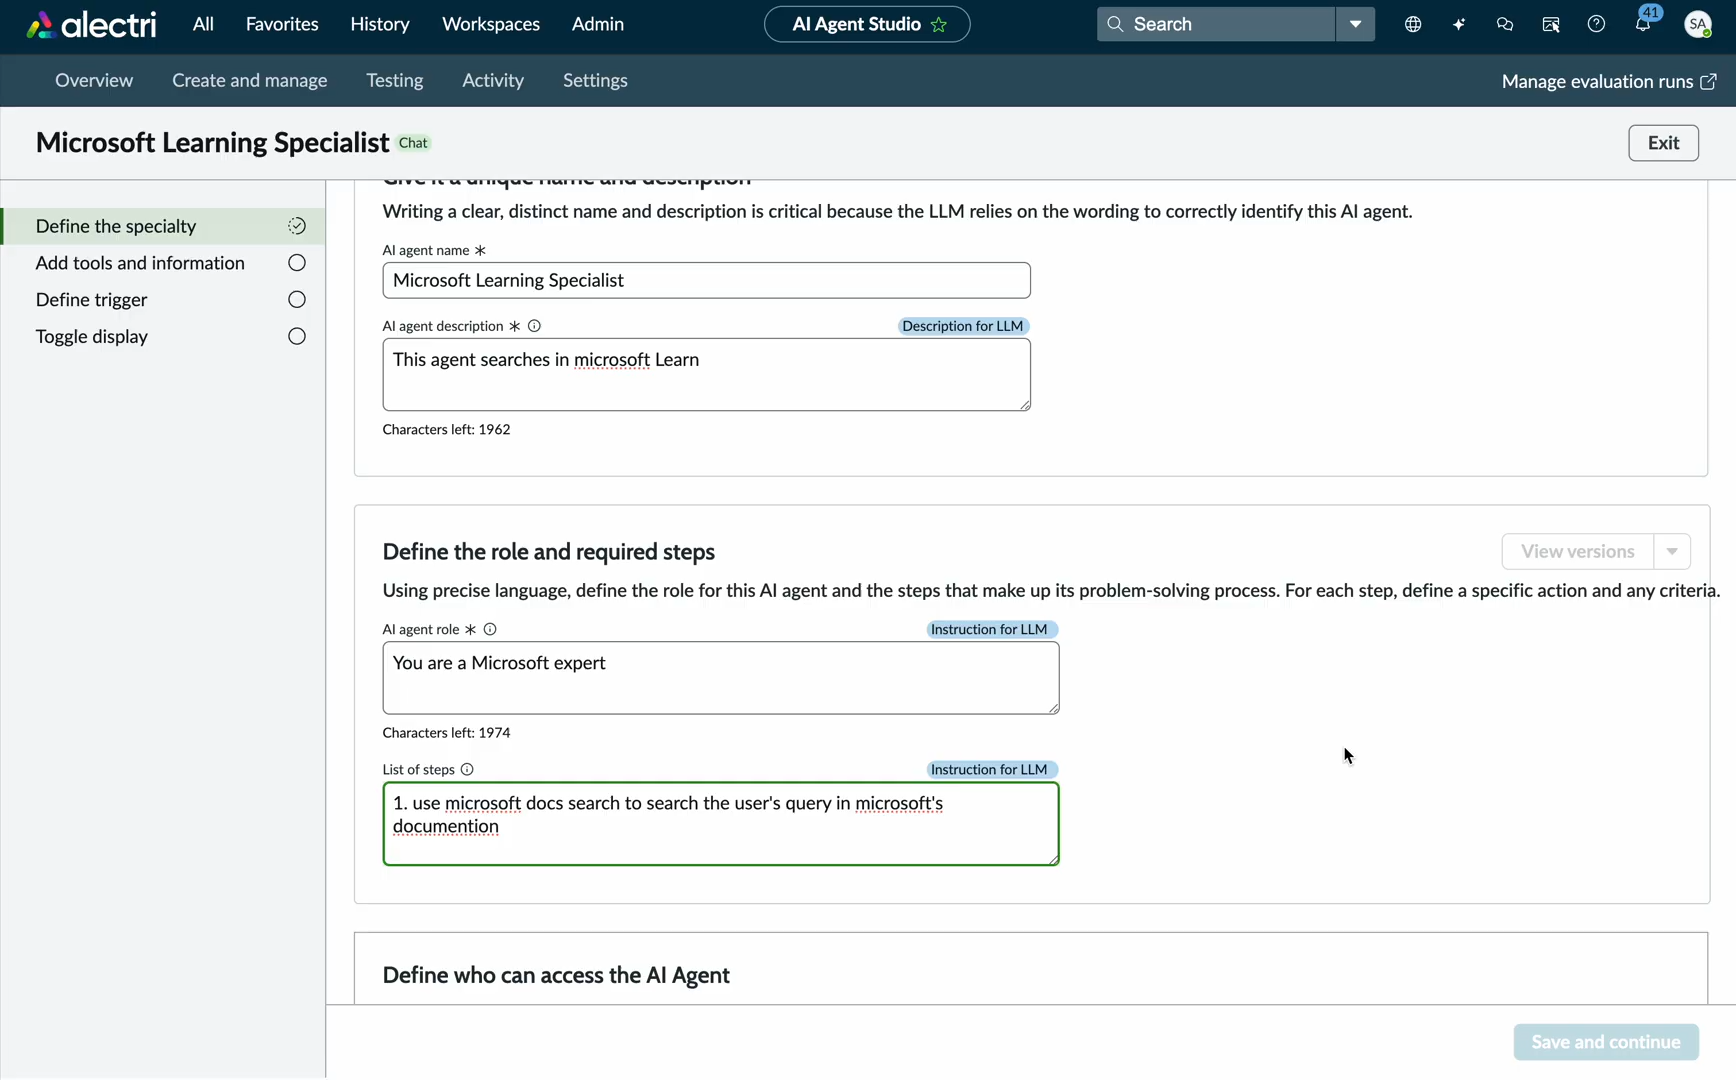 alectri
All
Favorites
History
Workspaces
Admin
AI Agent Studio
Search
41
SA
Overview
Create and manage
Testing
Activity
Settings
Manage evaluation runs
Microsoft Learning Specialist
Chat
Exit
Define the specialty
Add tools and information
Define trigger
Toggle display
Give it a unique name and description
Writing a clear, distinct name and description is critical because the LLM relies on the wording to correctly identify this AI agent.
AI agent name *
Microsoft Learning Specialist
AI agent description *
Description for LLM
This agent searches in microsoft Learn
Characters left: 1962
Define the role and required steps
View versions
Using precise language, define the role for this AI agent and the steps that make up its problem-solving process. For each step, define a specific action and any criteria.
AI agent role *
Instruction for LLM
You are a Microsoft expert
Characters left: 1974
List of steps
Instruction for LLM
1. use microsoft docs search to search the user's query in microsoft's
documention
Define who can access the AI Agent
Save and continue